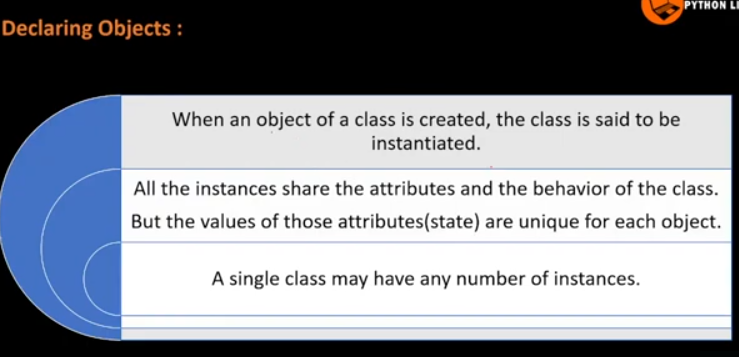 PYTHON
Declaring Objects :
When an object of a class is created, the class is said to be
instantiated.
All the instances share the attributes and the behavior of the class.
But the values of those attributes(state) are unique for each object.
A single class may have any number of instances.